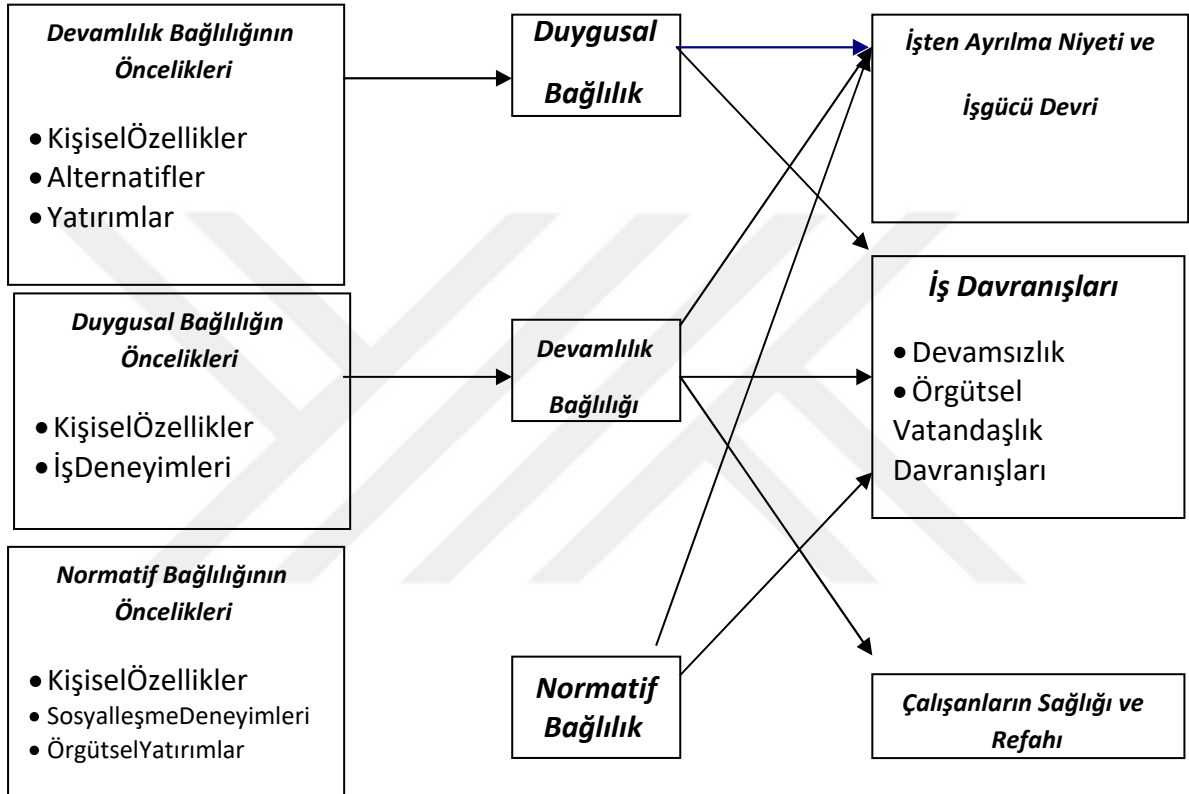 Devamlılık Bağlılığının
Öncelikleri
• KişiselÖzellikler
• Alternatifler
• Yatırımlar
Duygusal Bağlılığın
Öncelikleri
• KişiselÖzellikler
• İşDeneyimleri
Normatif Bağlılığının
Öncelikleri
• KişiselÖzellikler
• SosyalleşmeDeneyimleri
• ÖrgütselYatırımlar
Duygusal
Bağlılık
Devamlılık
Bağlılığı
Normatif
Bağlılık
İşten Ayrılma Niyeti ve
İşgücü Devri
İş Davranışları
• Devamsızlık
• Örgütsel
Vatandaşlık
Davranışları
Çalışanların Sağlığı ve
Refahı